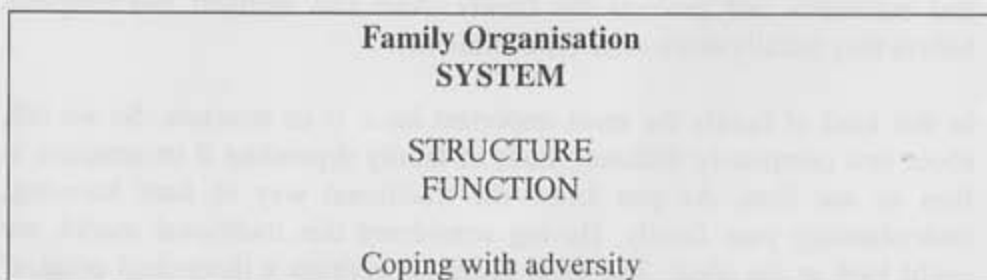 Family Organisation
SYSTEM
STRUCTURE
FUNCTION
Coping with adversity